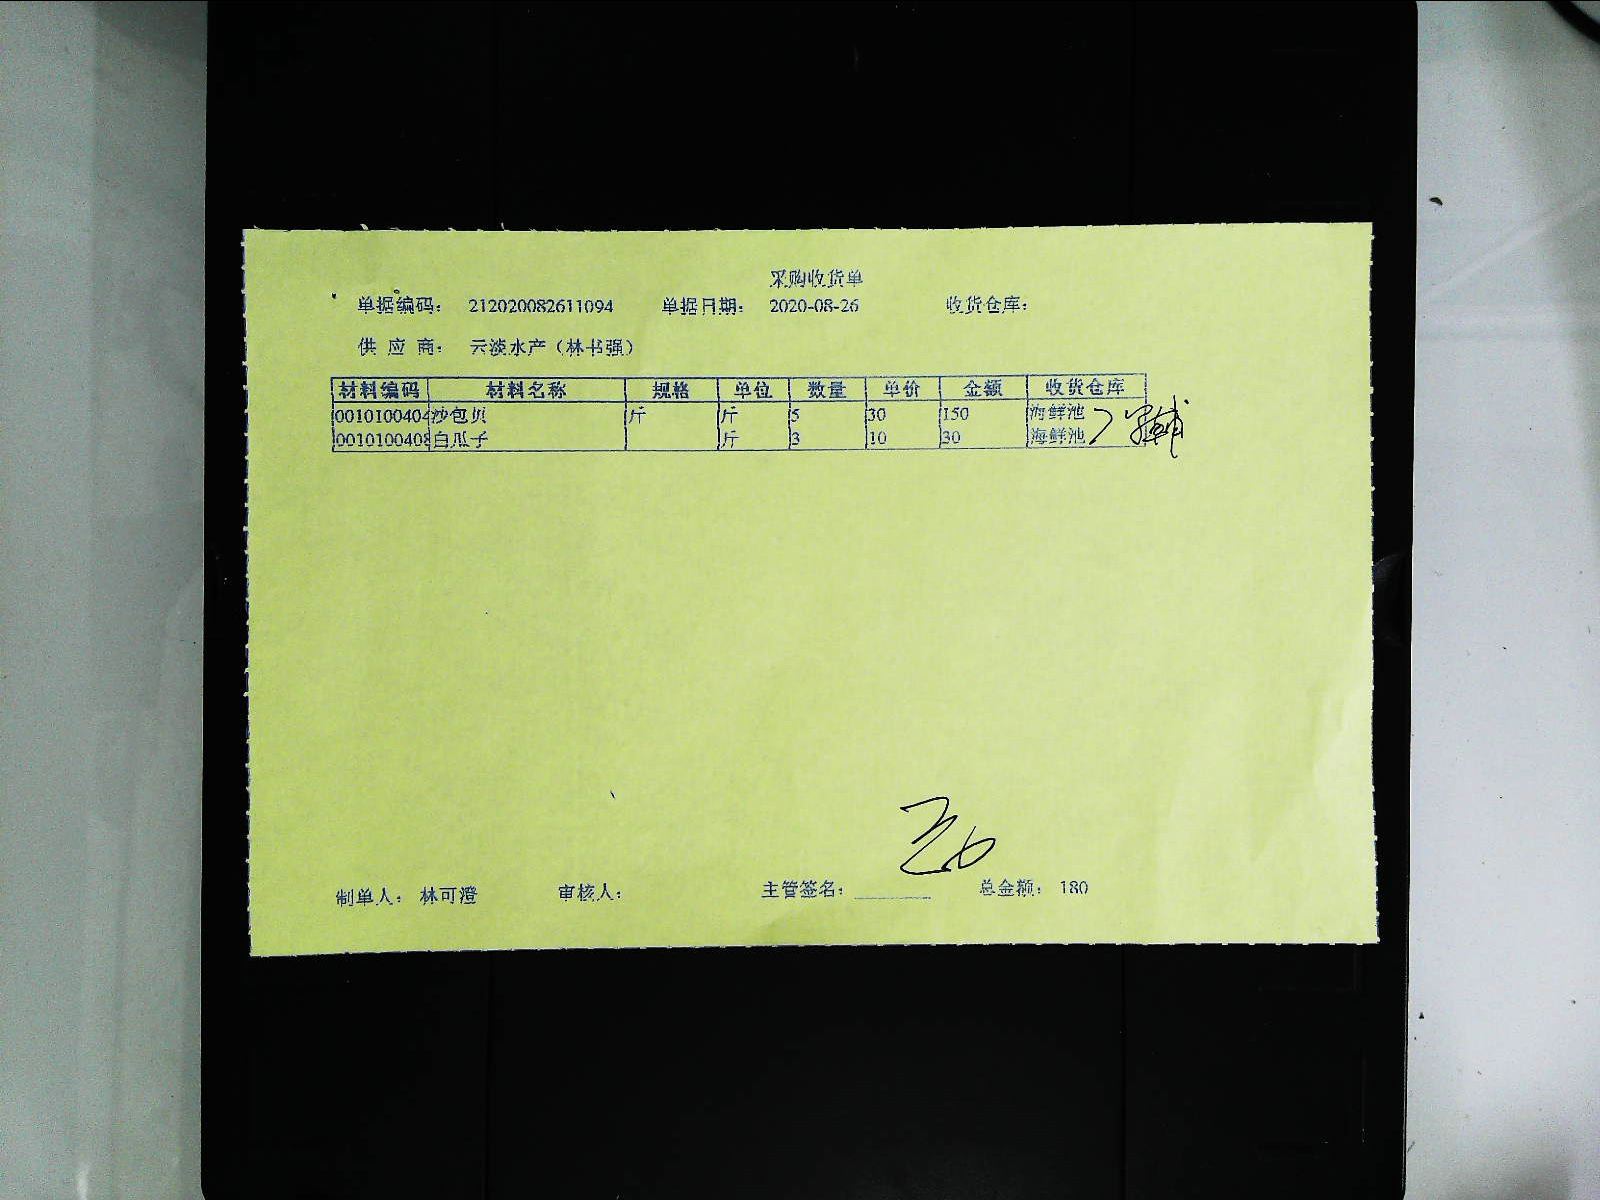 采购收货单
单据编码： 212020082611094 单据日期： 2020-08-26 收货仓库：
供 应 商： 云淡水产（林书强）
材料编码 材料名称 规格 单位 数量 单价 金额 收货仓库
0010100404 沙包贝 斤 斤 5 30 150 海鲜池
0010100408 白瓜子 斤 3 10 30 海鲜池
制单人： 林可澄 审核人： 主管签名： 总金额： 180